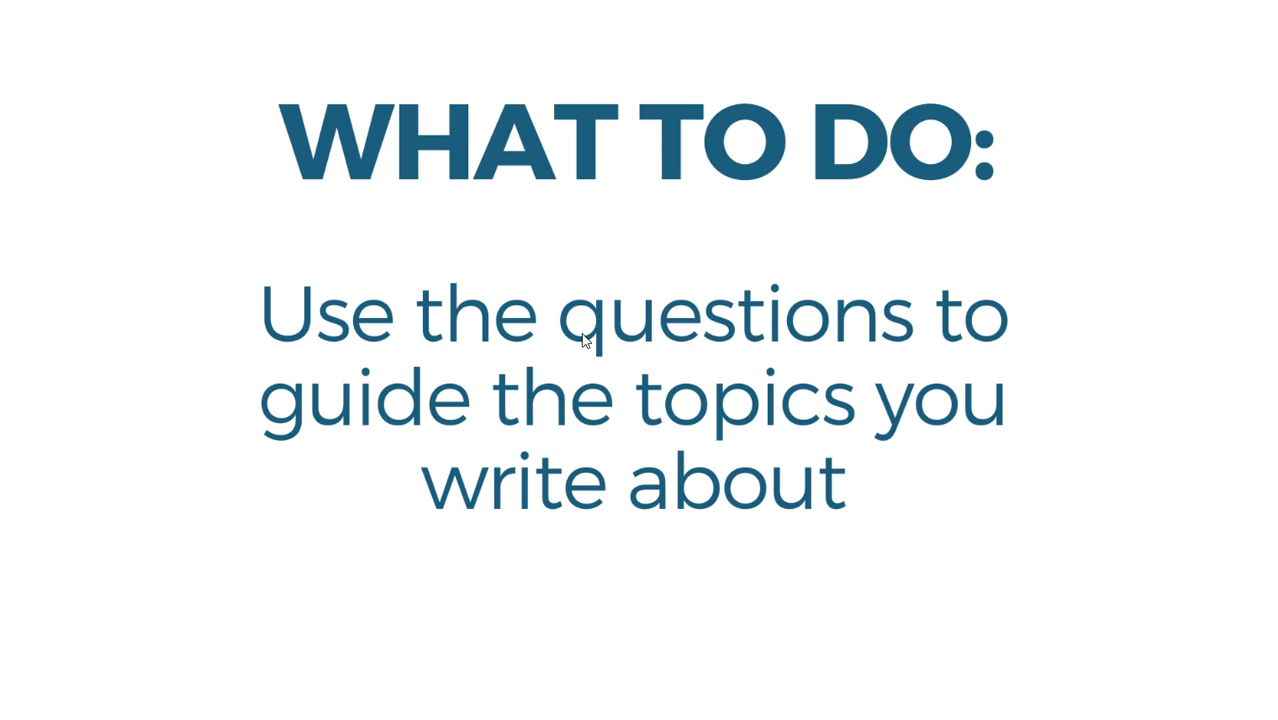 WHAT TO DO:
Use the questions to
guide the topics you
write about